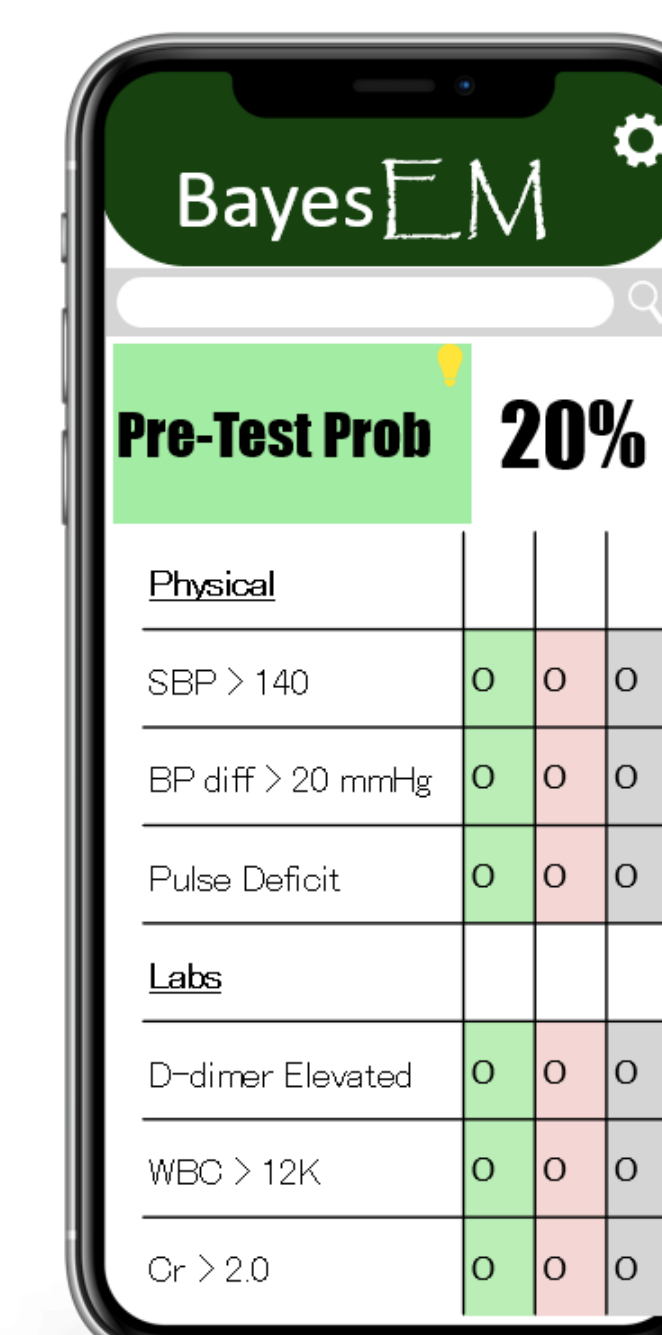 BayesEM
Pre-Test Prob 20%
Physical
SBP > 140 O O O
BP diff > 20 mmHg O O O
Pulse Deficit O O O
Labs
D-dimer Elevated O O O
WBC > 12K O O O
Cr > 2.0 O O O